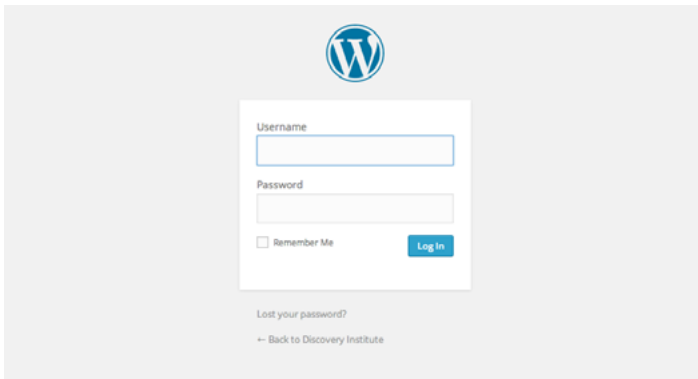 Username
Password
Remember Me
Log In
Lost your password?
← Back to Discovery Institute